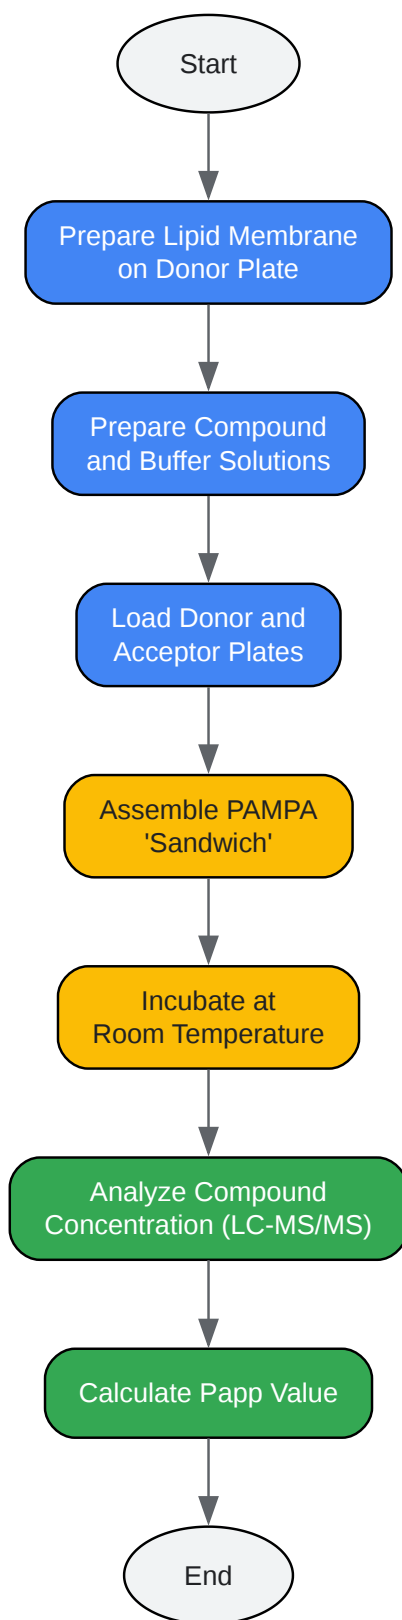 Start
Prepare Lipid Membrane
on Donor Plate
Prepare Compound
and Buffer Solutions
Load Donor and
Acceptor Plates
Assemble PAMPA
'Sandwich'
Incubate at
Room Temperature
Analyze Compound
Concentration (LC-MS/MS)
Calculate Papp Value
End